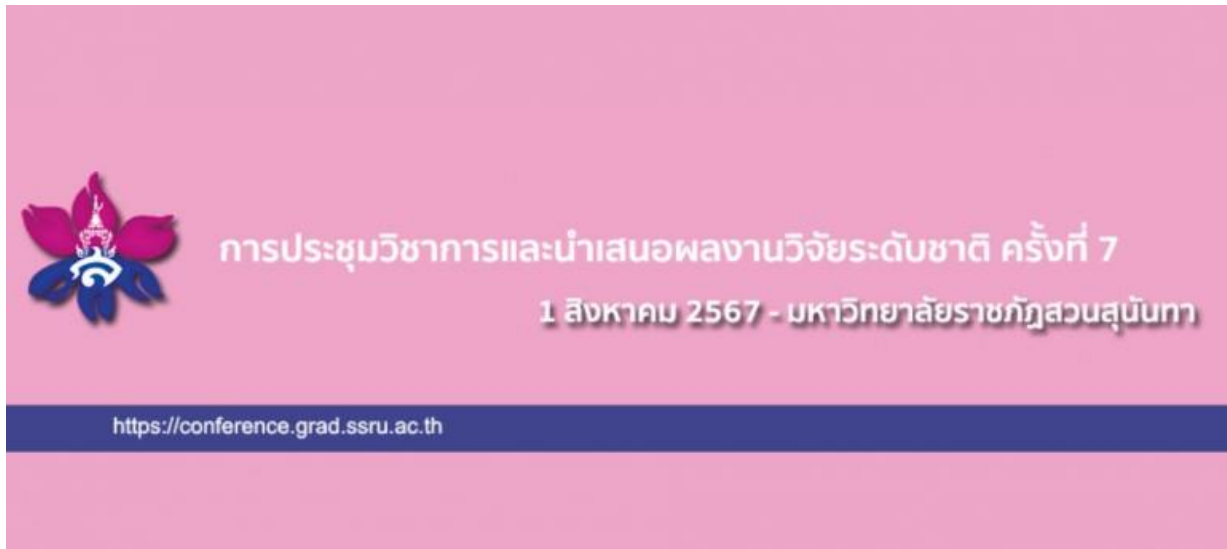 การประชุมวิชาการและนำเสนอผลงานวิจัยระดับชาติ ครั้งที่ 7
1 สิงหาคม 2567 - มหาวิทยาลัยราชภัฏสวนสุนันทา
https://conference.grad.ssru.ac.th